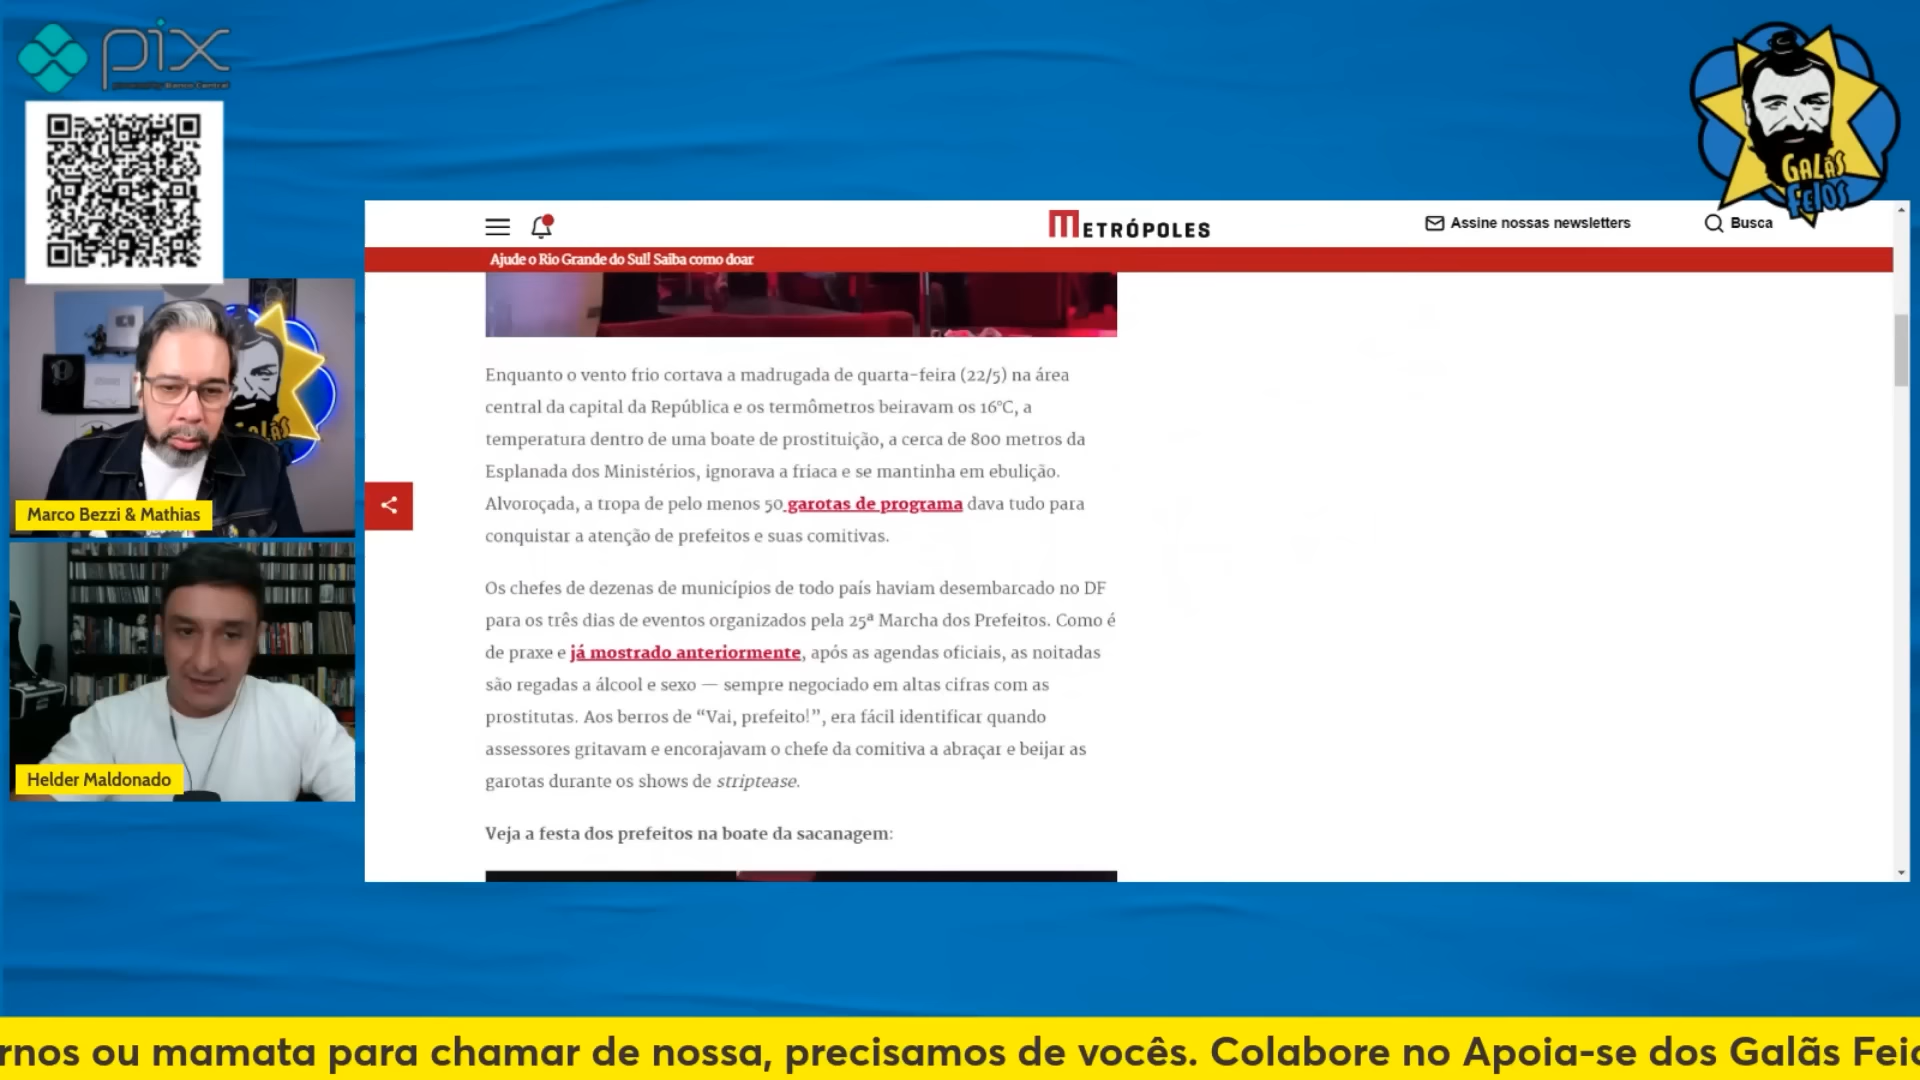 pix
powered by Banco Central
GALÃS
FEIOS
METRÓPOLES
Assine nossas newsletters
Busca
Ajude o Rio Grande do Sul! Saiba como doar
Enquanto o vento frio cortava a madrugada de quarta-feira (22/5) na área
central da capital da República e os termômetros beiravam os 16°C, a
temperatura dentro de uma boate de prostituição, a cerca de 800 metros da
Esplanada dos Ministérios, ignorava a friaca e se mantinha em ebulição.
Alvoroçada, a tropa de pelo menos 50 garotas de programa dava tudo para
conquistar a atenção de prefeitos e suas comitivas.
Os chefes de dezenas de municípios de todo país haviam desembarcado no DF
para os três dias de eventos organizados pela 25ª Marcha dos Prefeitos. Como é
de praxe e já mostrado anteriormente, após as agendas oficiais, as noitadas
são regadas a álcool e sexo — sempre negociado em altas cifras com as
prostitutas. Aos berros de “Vai, prefeito!”, era fácil identificar quando
assessores gritavam e encorajavam o chefe da comitiva a abraçar e beijar as
garotas durante os shows de striptease.
Veja a festa dos prefeitos na boate da sacanagem:
Marco Bezzi & Mathias
Helder Maldonado
rnos ou mamata para chamar de nossa, precisamos de vocês. Colabore no Apoia-se dos Galãs Feio